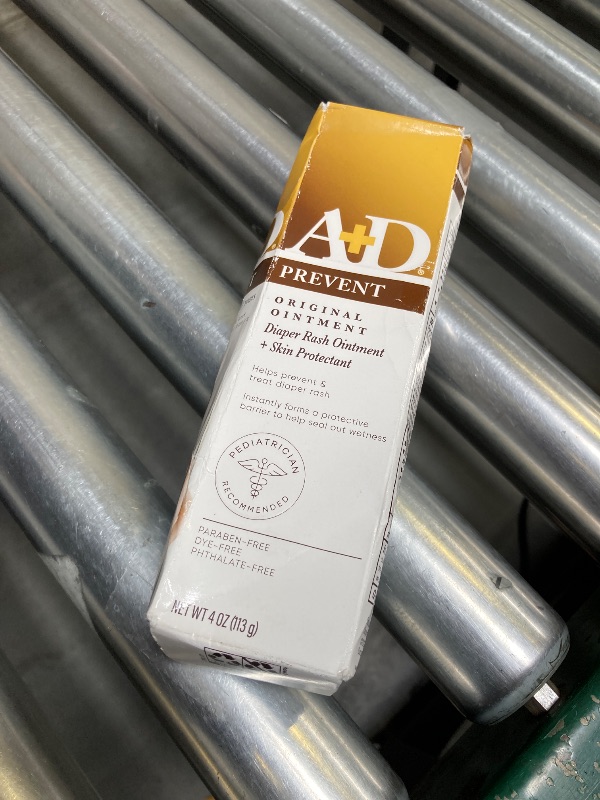 A+D®
PREVENT
ORIGINAL
OINTMENT
Diaper Rash Ointment
+ Skin Protectant
Helps prevent &
treat diaper rash
Instantly forms a protective
barrier to help seal out wetness
PEDIATRICIAN
RECOMMENDED
PARABEN-FREE
DYE-FREE
PHTHALATE-FREE
NET WT 4 OZ (113 g)